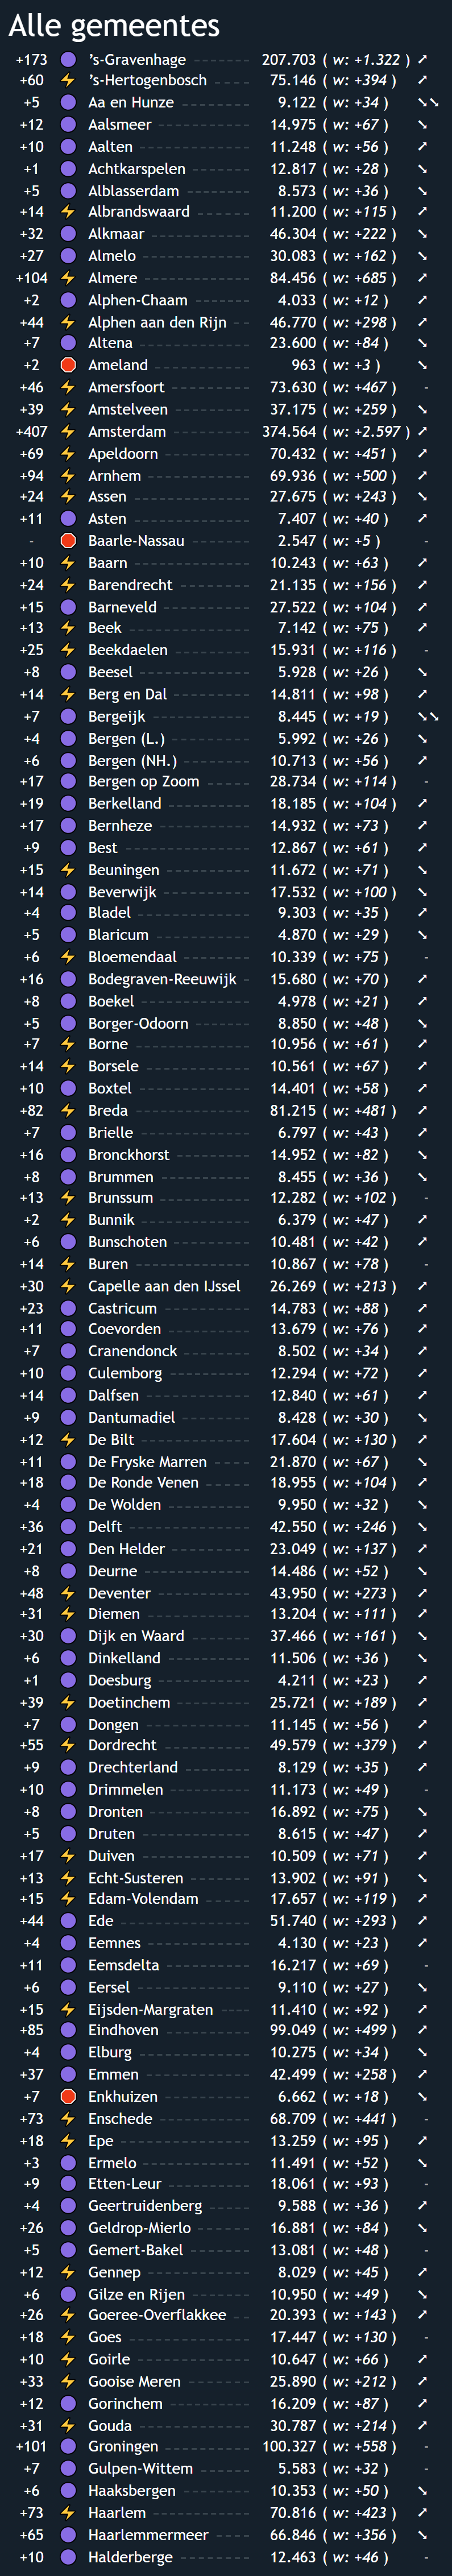 Alle gemeentes
+173 's-Gravenhage 207.703 ( w: +1.322 ) ➚
+60 ⚡ 's-Hertogenbosch 75.146 ( w: +394 ) ➚
+5 Aa en Hunze 9.122 ( w: +34 ) ➘➘
+12 Aalsmeer 14.975 ( w: +67 ) ➘
+10 Aalten 11.248 ( w: +56 ) ➚
+1 Achtkarspelen 12.817 ( w: +28 ) ➘
+5 Alblasserdam 8.573 ( w: +36 ) ➘
+14 ⚡ Albrandswaard 11.200 ( w: +115 ) ➚
+32 Alkmaar 46.304 ( w: +222 ) ➘
+27 Almelo 30.083 ( w: +162 ) ➘
+104 ⚡ Almere 84.456 ( w: +685 ) ➚
+2 Alphen-Chaam 4.033 ( w: +12 ) ➚
+44 ⚡ Alphen aan den Rijn 46.770 ( w: +298 ) ➚
+7 Altena 23.600 ( w: +84 ) ➘
+2 Ameland 963 ( w: +3 ) ➘
+46 ⚡ Amersfoort 73.630 ( w: +467 ) -
+39 ⚡ Amstelveen 37.175 ( w: +259 ) ➘
+407 ⚡ Amsterdam 374.564 ( w: +2.597 ) ➚
+69 ⚡ Apeldoorn 70.432 ( w: +451 ) ➚
+94 ⚡ Arnhem 69.936 ( w: +500 ) ➚
+24 ⚡ Assen 27.675 ( w: +243 ) ➘
+11 Asten 7.407 ( w: +40 ) ➚
- Baarle-Nassau 2.547 ( w: +5 ) -
+10 ⚡ Baarn 10.243 ( w: +63 ) ➚
+24 ⚡ Barendrecht 21.135 ( w: +156 ) ➚
+15 Barneveld 27.522 ( w: +104 ) ➚
+13 ⚡ Beek 7.142 ( w: +75 ) ➚
+25 ⚡ Beekdaelen 15.931 ( w: +116 ) -
+8 Beesel 5.928 ( w: +26 ) ➘
+14 ⚡ Berg en Dal 14.811 ( w: +98 ) ➚
+7 Bergeijk 8.445 ( w: +19 ) ➘➘
+4 Bergen (L.) 5.992 ( w: +26 ) ➘
+6 Bergen (NH.) 10.713 ( w: +56 ) ➚
+17 Bergen op Zoom 28.734 ( w: +114 ) -
+19 Berkelland 18.185 ( w: +104 ) ➚
+17 Bernheze 14.932 ( w: +73 ) ➚
+9 Best 12.867 ( w: +61 ) ➚
+15 ⚡ Beuningen 11.672 ( w: +71 ) ➘
+14 Beverwijk 17.532 ( w: +100 ) ➘
+4 Bladel 9.303 ( w: +35 ) ➚
+5 Blaricum 4.870 ( w: +29 ) ➘
+6 ⚡ Bloemendaal 10.339 ( w: +75 ) -
+16 Bodegraven-Reeuwijk 15.680 ( w: +70 ) ➚
+8 Boekel 4.978 ( w: +21 ) ➚
+5 Borger-Odoorn 8.850 ( w: +48 ) ➘
+7 ⚡ Borne 10.956 ( w: +61 ) ➚
+14 ⚡ Borsele 10.561 ( w: +67 ) ➚
+10 Boxtel 14.401 ( w: +58 ) ➚
+82 ⚡ Breda 81.215 ( w: +481 ) ➚
+7 Brielle 6.797 ( w: +43 ) ➚
+16 Bronckhorst 14.952 ( w: +82 ) ➘
+8 Brummen 8.455 ( w: +36 ) ➘
+13 ⚡ Brunssum 12.282 ( w: +102 ) -
+2 ⚡ Bunnik 6.379 ( w: +47 ) ➚
+6 Bunschoten 10.481 ( w: +42 ) ➚
+14 ⚡ Buren 10.867 ( w: +78 ) -
+30 ⚡ Capelle aan den IJssel 26.269 ( w: +213 ) ➚
+23 Castricum 14.783 ( w: +88 ) ➚
+11 Coevorden 13.679 ( w: +76 ) ➚
+7 Cranendonck 8.502 ( w: +34 ) ➚
+10 Culemborg 12.294 ( w: +72 ) ➚
+14 Dalfsen 12.840 ( w: +61 ) ➚
+9 Dantumadiel 8.428 ( w: +30 ) ➘
+12 ⚡ De Bilt 17.604 ( w: +130 ) ➚
+11 De Fryske Marren 21.870 ( w: +67 ) ➘
+18 De Ronde Venen 18.955 ( w: +104 ) ➚
+4 De Wolden 9.950 ( w: +32 ) ➘
+36 Delft 42.550 ( w: +246 ) ➘
+21 Den Helder 23.049 ( w: +137 ) ➚
+8 Deurne 14.486 ( w: +52 ) ➘
+48 ⚡ Deventer 43.950 ( w: +273 ) ➚
+31 ⚡ Diemen 13.204 ( w: +111 ) ➚
+30 Dijk en Waard 37.466 ( w: +161 ) ➘
+6 Dinkelland 11.506 ( w: +36 ) ➘
+1 Doesburg 4.211 ( w: +23 ) ➚
+39 ⚡ Doetinchem 25.721 ( w: +189 ) ➚
+7 Dongen 11.145 ( w: +56 ) ➚
+55 ⚡ Dordrecht 49.579 ( w: +379 ) ➚
+9 Drechterland 8.129 ( w: +35 ) ➚
+10 Drimmelen 11.173 ( w: +49 ) -
+8 Dronten 16.892 ( w: +75 ) ➘
+5 Druten 8.615 ( w: +47 ) ➚
+17 ⚡ Duiven 10.509 ( w: +71 ) ➚
+13 ⚡ Echt-Susteren 13.902 ( w: +91 ) ➘
+15 ⚡ Edam-Volendam 17.657 ( w: +119 ) ➚
+44 Ede 51.740 ( w: +293 ) ➚
+4 Eemnes 4.130 ( w: +23 ) ➚
+11 Eemsdelta 16.217 ( w: +69 ) -
+6 Eersel 9.110 ( w: +27 ) ➘
+15 ⚡ Eijsden-Margraten 11.410 ( w: +92 ) ➚
+85 Eindhoven 99.049 ( w: +499 ) ➚
+4 Elburg 10.275 ( w: +34 ) ➘
+37 Emmen 42.499 ( w: +258 ) ➚
+7 Enkhuizen 6.662 ( w: +18 ) ➘
+73 ⚡ Enschede 68.709 ( w: +441 ) -
+18 ⚡ Epe 13.259 ( w: +95 ) ➚
+3 Ermelo 11.491 ( w: +52 ) ➘
+9 Etten-Leur 18.061 ( w: +93 ) -
+4 Geertruidenberg 9.588 ( w: +36 ) ➚
+26 Geldrop-Mierlo 16.881 ( w: +84 ) ➘
+5 Gemert-Bakel 13.081 ( w: +48 ) -
+12 ⚡ Gennep 8.029 ( w: +45 ) ➚
+6 Gilze en Rijen 10.950 ( w: +49 ) ➘
+26 ⚡ Goeree-Overflakkee 20.393 ( w: +143 ) ➚
+18 ⚡ Goes 17.447 ( w: +130 ) -
+10 ⚡ Goirle 10.647 ( w: +66 ) ➚
+33 ⚡ Gooise Meren 25.890 ( w: +212 ) ➚
+12 Gorinchem 16.209 ( w: +87 ) ➚
+31 ⚡ Gouda 30.787 ( w: +214 ) ➚
+101 Groningen 100.327 ( w: +558 ) -
+7 Gulpen-Wittem 5.583 ( w: +32 ) -
+6 Haaksbergen 10.353 ( w: +50 ) ➘
+73 ⚡ Haarlem 70.816 ( w: +423 ) ➚
+65 Haarlemmermeer 66.846 ( w: +356 ) ➘
+10 Halderberge 12.463 ( w: +46 ) -